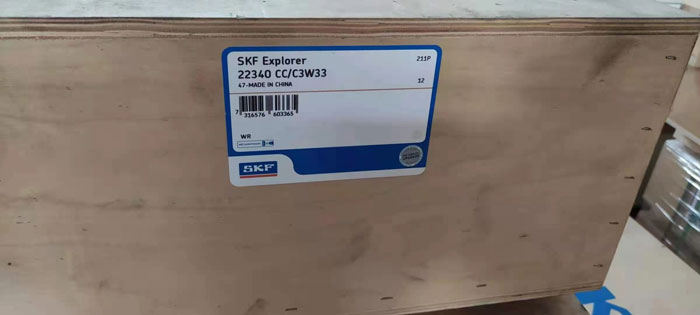 SKF Explorer
211P
22340 CC/C3W33
47-MADE IN CHINA
12
7 316576 603365
WR
SKF